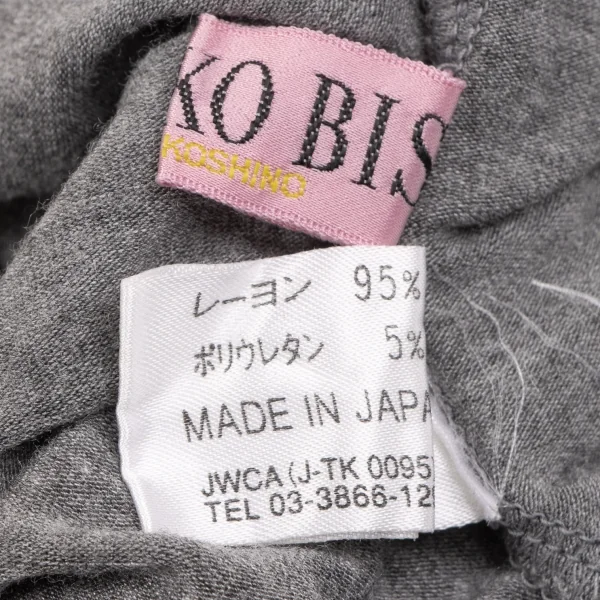 KO BIS
KOSHINO
レーヨン 95%
ポリウレタン 5%
MADE IN JAPA
JWCA (J-TK 0095)
TEL 03-3866-12